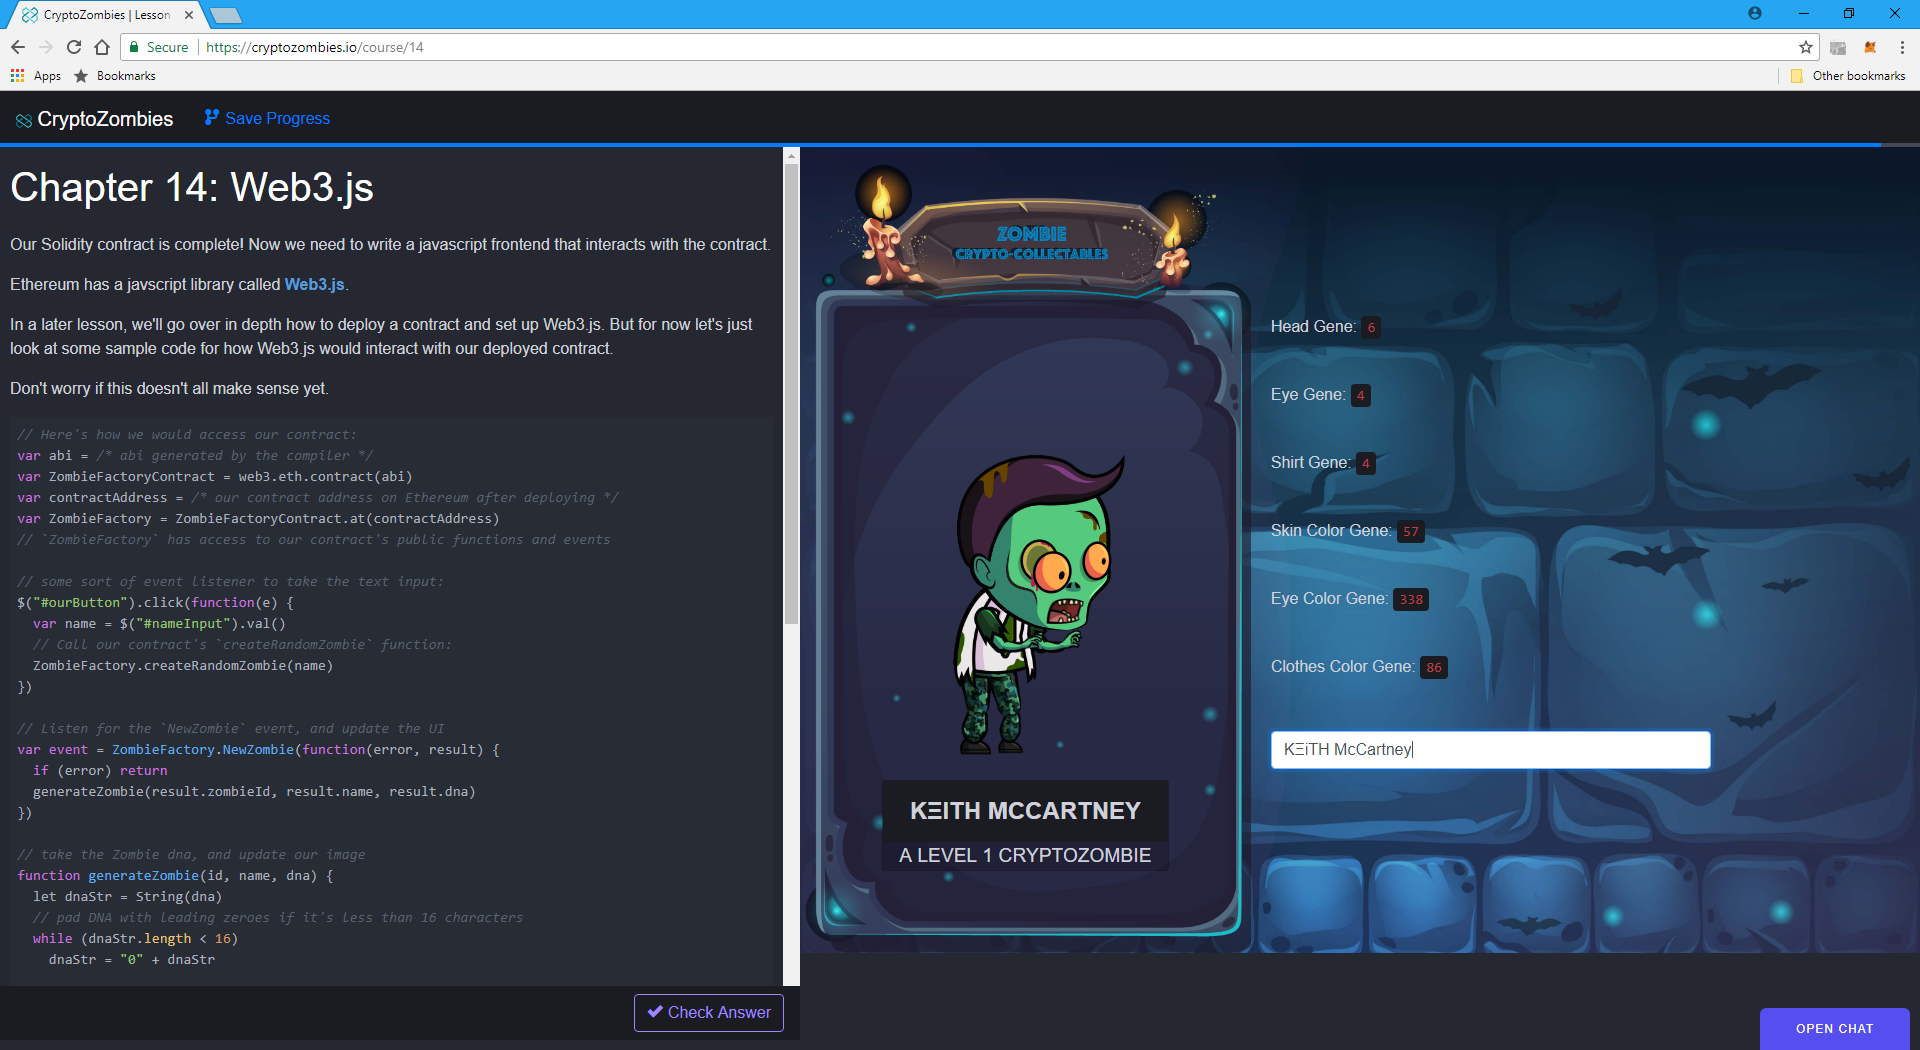 CryptoZombies | Lesson
Secure
https://cryptozombies.io/course/14
Apps
Bookmarks
Other bookmarks
CryptoZombies
Save Progress
Chapter 14: Web3.js
Our Solidity contract is complete! Now we need to write a javascript frontend that interacts with the contract.
Ethereum has a javscript library called Web3.js.
In a later lesson, we'll go over in depth how to deploy a contract and set up Web3.js. But for now let's just
look at some sample code for how Web3.js would interact with our deployed contract.
Don't worry if this doesn't all make sense yet.
// Here's how we would access our contract:
var abi = /* abi generated by the compiler */
var ZombieFactoryContract = web3.eth.contract(abi)
var contractAddress = /* our contract address on Ethereum after deploying */
var ZombieFactory = ZombieFactoryContract.at(contractAddress)
// `ZombieFactory` has access to our contract's public functions and events
// some sort of event listener to take the text input:
$("#ourButton").click(function(e) {
  var name = $("#nameInput").val()
  // Call our contract's `createRandomZombie` function:
  ZombieFactory.createRandomZombie(name)
})
// Listen for the `NewZombie` event, and update the UI
var event = ZombieFactory.NewZombie(function(error, result) {
  if (error) return
  generateZombie(result.zombieId, result.name, result.dna)
})
// take the Zombie dna, and update our image
function generateZombie(id, name, dna) {
  let dnaStr = String(dna)
  // pad DNA with leading zeroes if it's less than 16 characters
  while (dnaStr.length < 16)
    dnaStr = "0" + dnaStr
Check Answer
ZOMBIE
CRYPTO-COLLECTABLES
KΞITH MCCARTNEY
A LEVEL 1 CRYPTOZOMBIE
Head Gene: 6
Eye Gene: 4
Shirt Gene: 4
Skin Color Gene: 57
Eye Color Gene: 338
Clothes Color Gene: 86
KΞiTH McCartney
OPEN CHAT